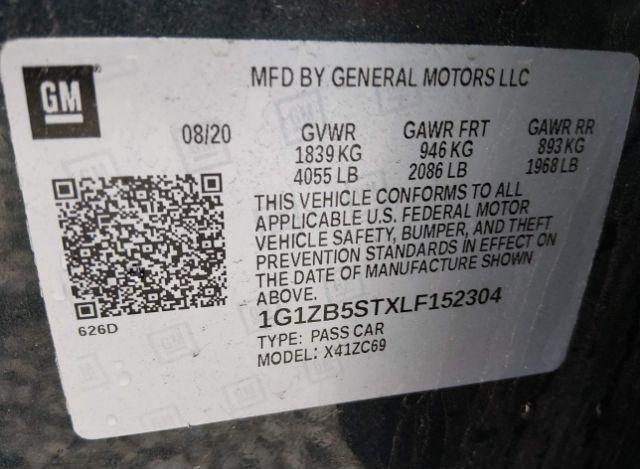 GM
MFD BY GENERAL MOTORS LLC
08/20 GVWR GAWR FRT GAWR RR
1839 KG 946 KG 893 KG
4055 LB 2086 LB 1968 LB
THIS VEHICLE CONFORMS TO ALL
APPLICABLE U.S. FEDERAL MOTOR
VEHICLE SAFETY, BUMPER, AND THEFT
PREVENTION STANDARDS IN EFFECT ON
THE DATE OF MANUFACTURE SHOWN
ABOVE.
626D
1G1ZB5STXLF152304
TYPE: PASS CAR
MODEL: X41ZC69